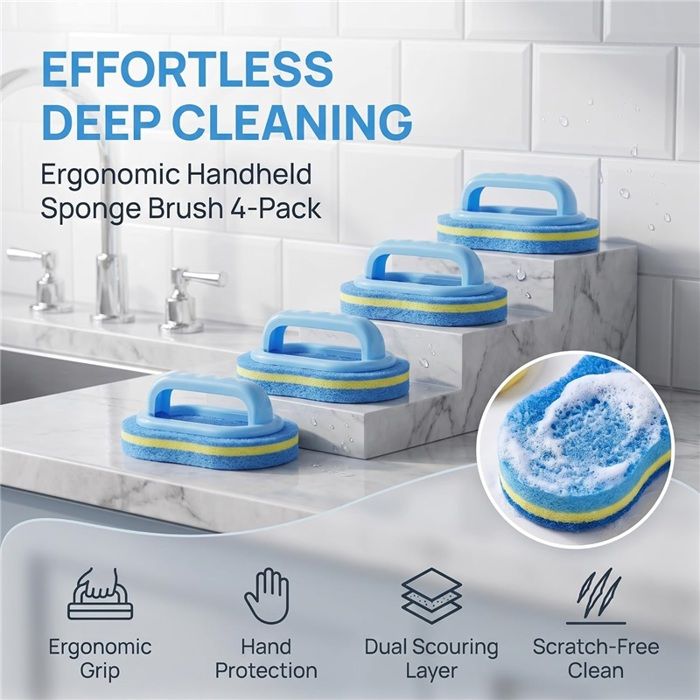 EFFORTLESS
DEEP CLEANING
Ergonomic Handheld
Sponge Brush 4-Pack
Ergonomic
Grip
Hand
Protection
Dual Scouring
Layer
Scratch-Free
Clean